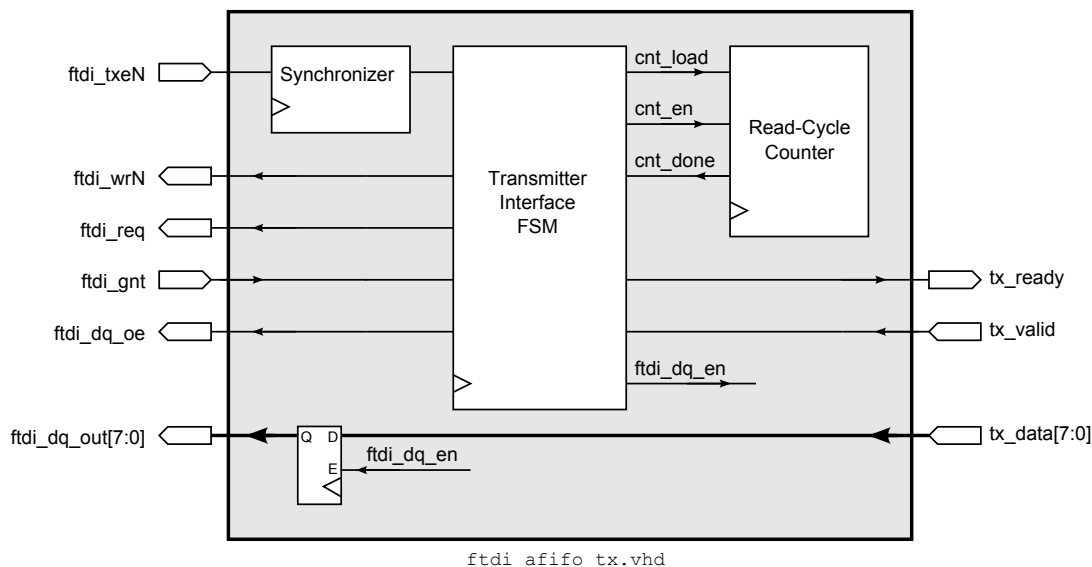 ftdi_txeN
Synchronizer
cnt_load
cnt_en
cnt_done
Read-Cycle
Counter
Transmitter
Interface
FSM
ftdi_wrN
ftdi_req
ftdi_gnt
ftdi_dq_oe
tx_ready
tx_valid
ftdi_dq_en
ftdi_dq_out[7:0]
Q D
E
ftdi_dq_en
tx_data[7:0]
ftdi afifo tx.vhd